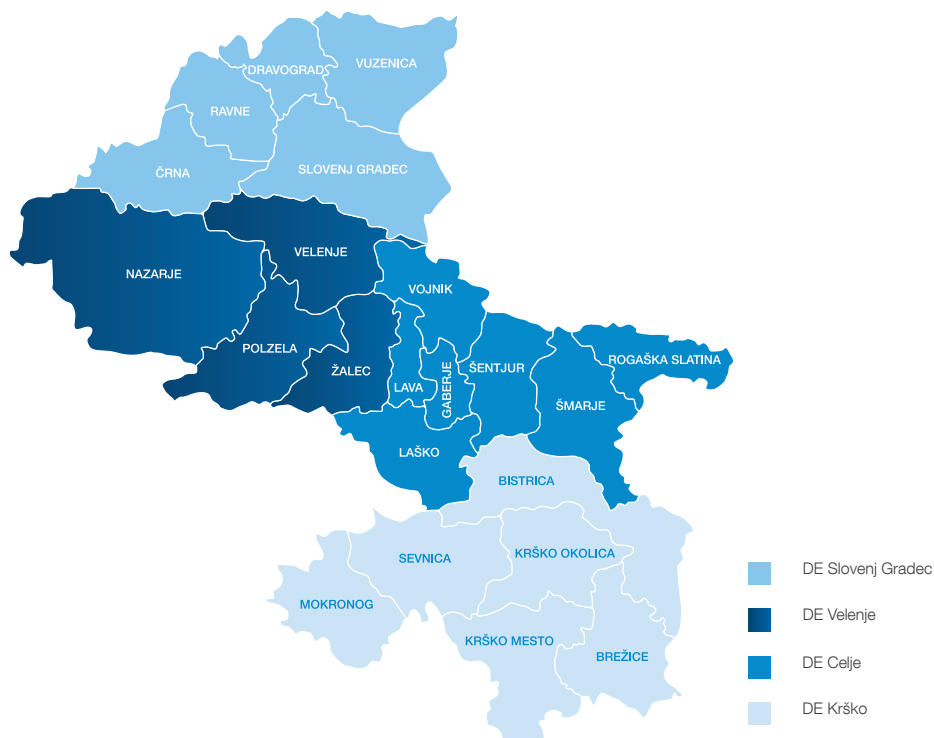 VUZENICA
DRAVOGRAD
RAVNE
SLOVENJ GRADEC
ČRNA
VELENJE
NAZARJE
VOJNIK
POLZELA
ŽALEC
LAVA
GABERJE
ŠENTJUR
ROGAŠKA SLATINA
ŠMARJE
LAŠKO
BISTRICA
SEVNICA
KRŠKO OKOLICA
MOKRONOG
KRŠKO MESTO
BREŽICE
DE Slovenj Gradec
DE Velenje
DE Celje
DE Krško